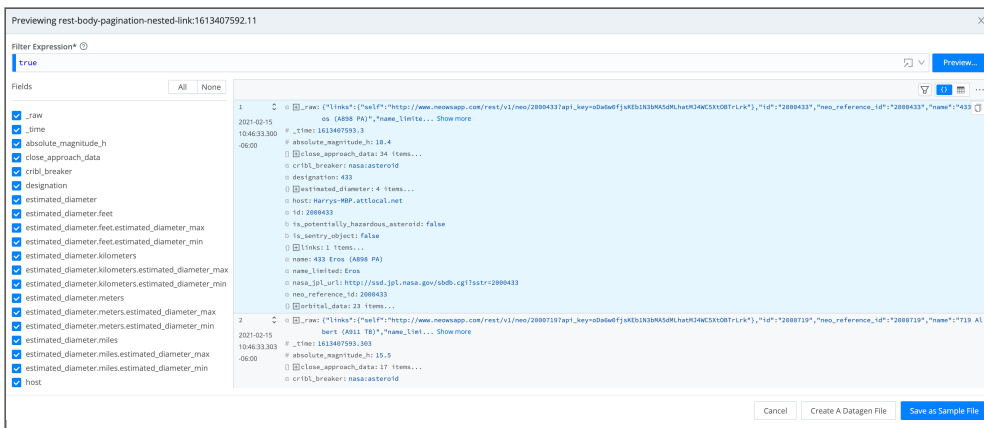 Previewing rest-body-pagination-nested-link:1613407592.11
Filter Expression*
true
Preview...
Fields
All None
_raw
_time
absolute_magnitude_h
close_approach_data
cribl_breaker
designation
estimated_diameter
estimated_diameter.feet
estimated_diameter.feet.estimated_diameter_max
estimated_diameter.feet.estimated_diameter_min
estimated_diameter.kilometers
estimated_diameter.kilometers.estimated_diameter_max
estimated_diameter.kilometers.estimated_diameter_min
estimated_diameter.meters
estimated_diameter.meters.estimated_diameter_max
estimated_diameter.meters.estimated_diameter_min
estimated_diameter.miles
estimated_diameter.miles.estimated_diameter_max
estimated_diameter.miles.estimated_diameter_min
host
1
2021-02-15
10:46:33.300
-06:00
α _raw: {"links":{"self":"http://www.neowsapp.com/rest/v1/neo/2000433?api_key=oDa6w0fjsKEb1N3bMASdMLhatMJ4WC5XtOBTrLrk"},"id":"2000433","neo_reference_id":"2000433","name":"433
os (A898 PA)","name_limite... Show more
# _time: 1613407593.3
# absolute_magnitude_h: 10.4
[] close_approach_data: 34 items...
α cribl_breaker: nasa:asteroid
α designation: 433
{} estimated_diameter: 4 items...
α host: Harrys-MBP.attlocal.net
α id: 2000433
b is_potentially_hazardous_asteroid: false
b is_sentry_object: false
{} links: 1 items...
α name: 433 Eros (A898 PA)
α name_limited: Eros
α nasa_jpl_url: http://ssd.jpl.nasa.gov/sbdb.cgi?sstr=2000433
α neo_reference_id: 2000433
{} orbital_data: 23 items...
2
2021-02-15
10:46:33.303
-06:00
α _raw: {"links":{"self":"http://www.neowsapp.com/rest/v1/neo/2000719?api_key=oDa6w0fjsKEb1N3bMASdMLhatMJ4WC5XtOBTrLrk"},"id":"2000719","neo_reference_id":"2000719","name":"719 Al
bert (A911 TB)","name_limi... Show more
# _time: 1613407593.303
# absolute_magnitude_h: 15.5
[] close_approach_data: 17 items...
α cribl_breaker: nasa:asteroid
Cancel
Create A Datagen File
Save as Sample File